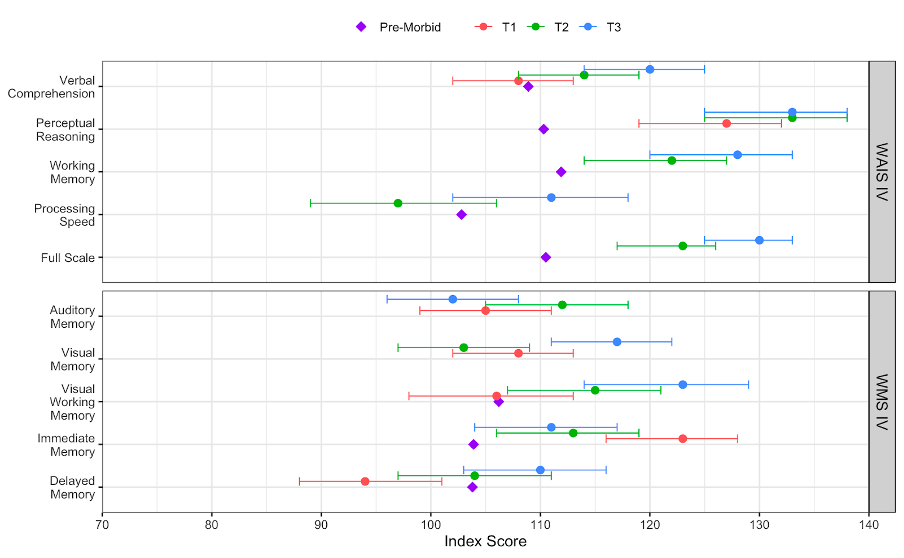 Pre-Morbid T1 T2 T3
Verbal
Comprehension
Perceptual
Reasoning
Working
Memory
Processing
Speed
Full Scale
WAIS IV
Auditory
Memory
Visual
Memory
Visual
Working
Memory
Immediate
Memory
Delayed
Memory
WMS IV
70 80 90 100 110 120 130 140
Index Score